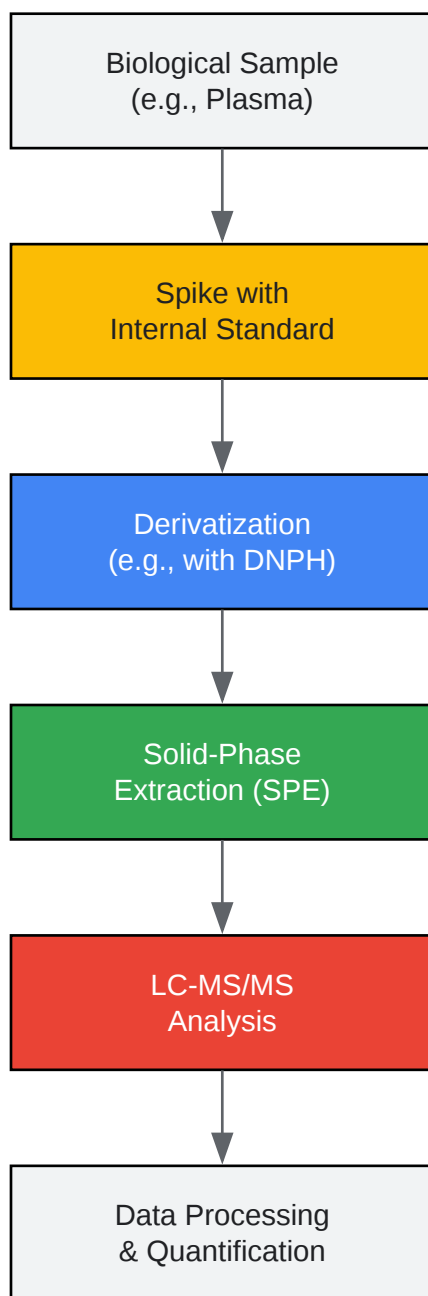 Biological Sample
(e.g., Plasma)
Spike with
Internal Standard
Derivatization
(e.g., with DNPH)
Solid-Phase
Extraction (SPE)
LC-MS/MS
Analysis
Data Processing
& Quantification